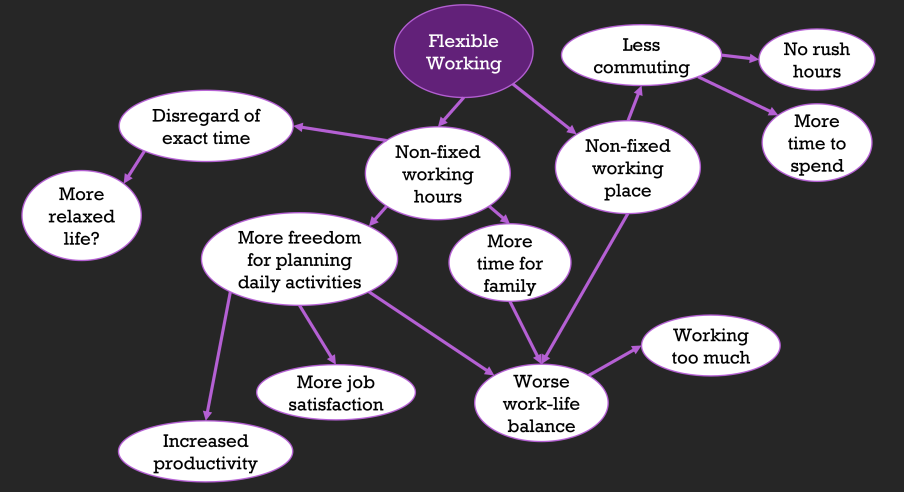 Flexible
Working
Less
commuting
No rush
hours
More
time to
spend
Disregard of
exact time
Non-fixed
working
hours
Non-fixed
working
place
More
relaxed
life?
More freedom
for planning
daily activities
More
time for
family
Working
too much
More job
satisfaction
Worse
work-life
balance
Increased
productivity